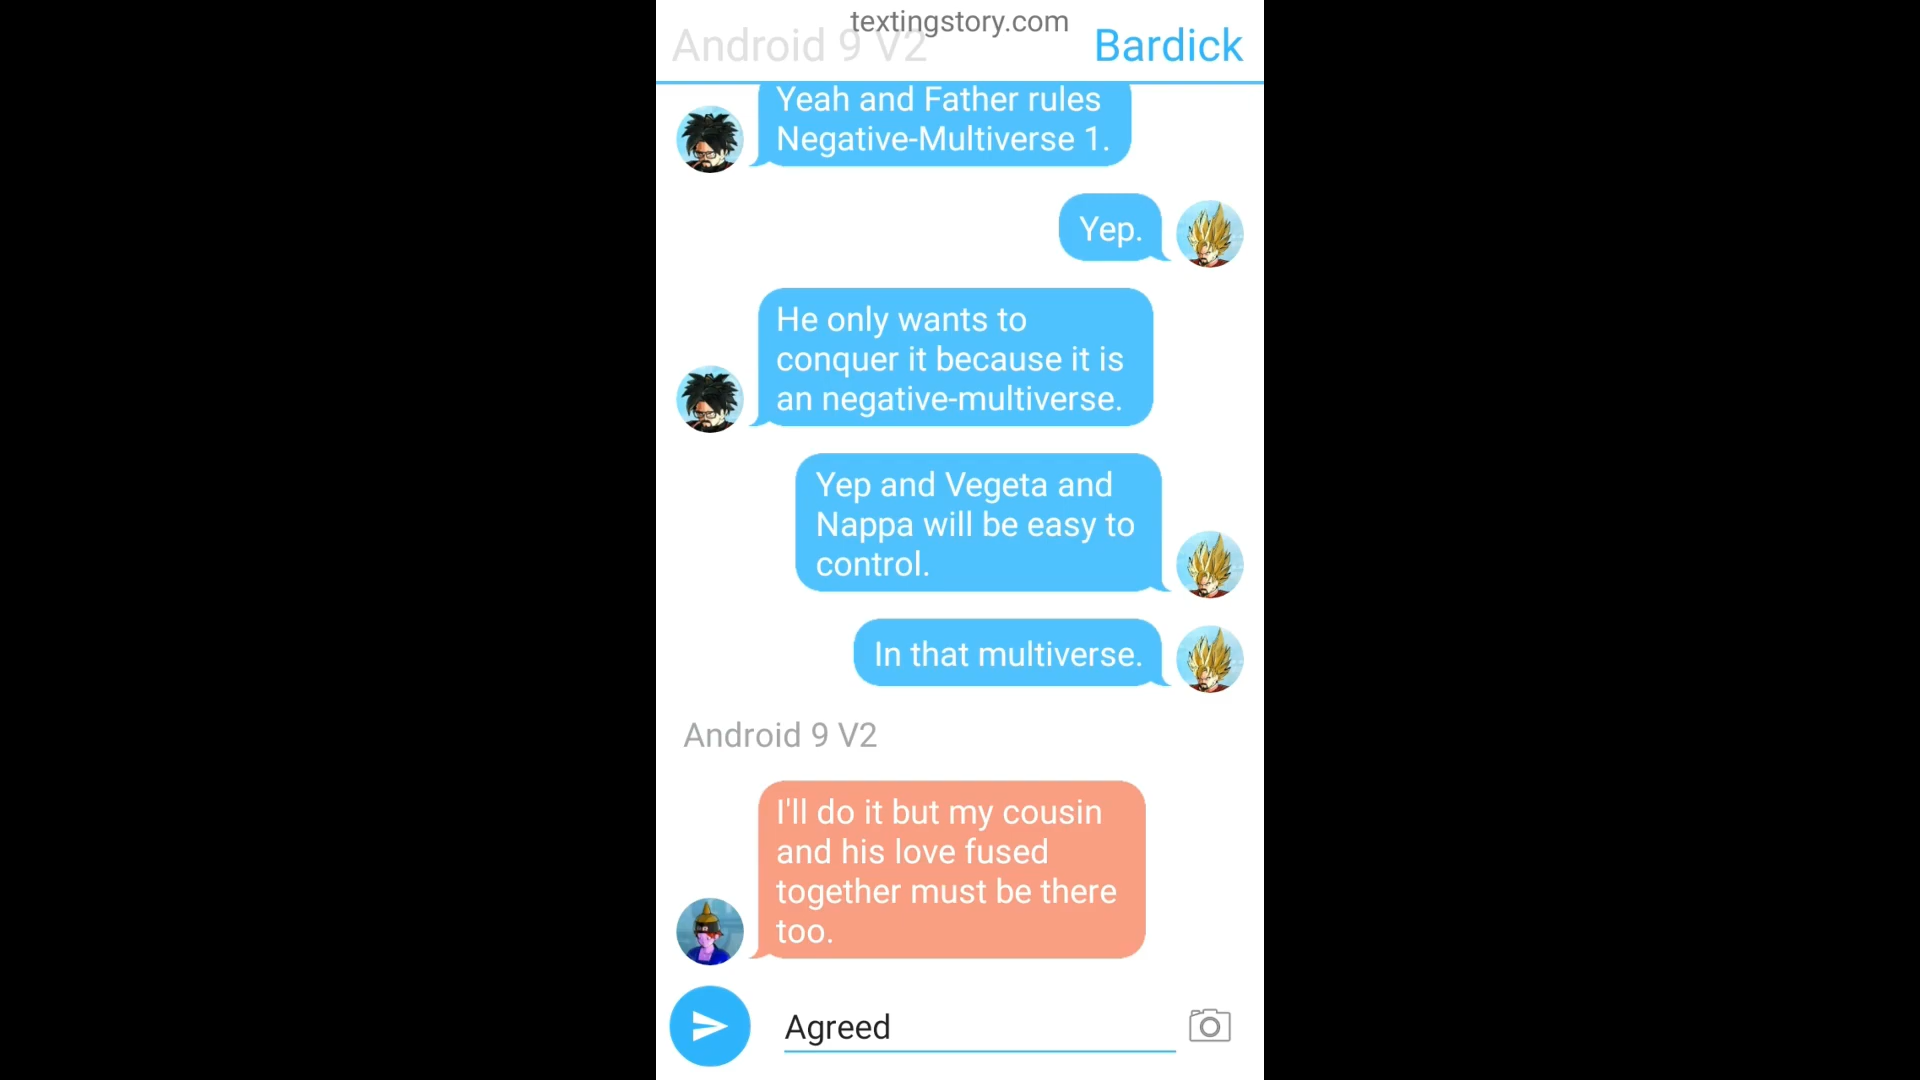 textingstory.com
Android 9 V2
Bardick
Yeah and Father rules
Negative-Multiverse 1.
Yep.
He only wants to
conquer it because it is
an negative-multiverse.
Yep and Vegeta and
Nappa will be easy to
control.
In that multiverse.
Android 9 V2
I'll do it but my cousin
and his love fused
together must be there
too.
Agreed